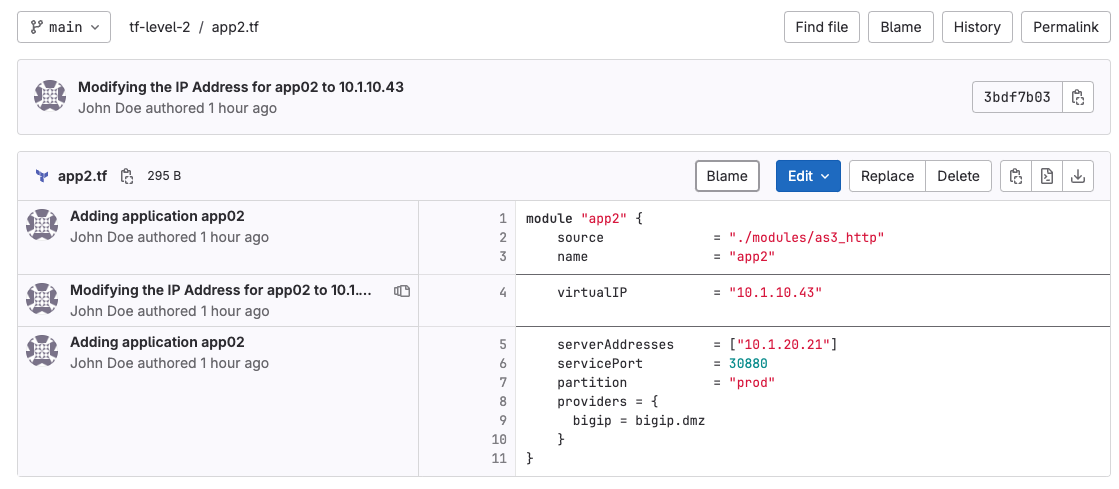 main tf-level-2 / app2.tf Find file Blame History Permalink
Modifying the IP Address for app02 to 10.1.10.43
John Doe authored 1 hour ago
3bdf7b03
app2.tf 295 B Blame Edit Replace Delete
Adding application app02
John Doe authored 1 hour ago
1 module "app2" {
2 source = "./modules/as3_http"
3 name = "app2"
Modifying the IP Address for app02 to 10.1....
John Doe authored 1 hour ago
4 virtualIP = "10.1.10.43"
Adding application app02
John Doe authored 1 hour ago
5 serverAddresses = ["10.1.20.21"]
6 servicePort = 30880
7 partition = "prod"
8 providers = {
9 bigip = bigip.dmz
10 }
11 }